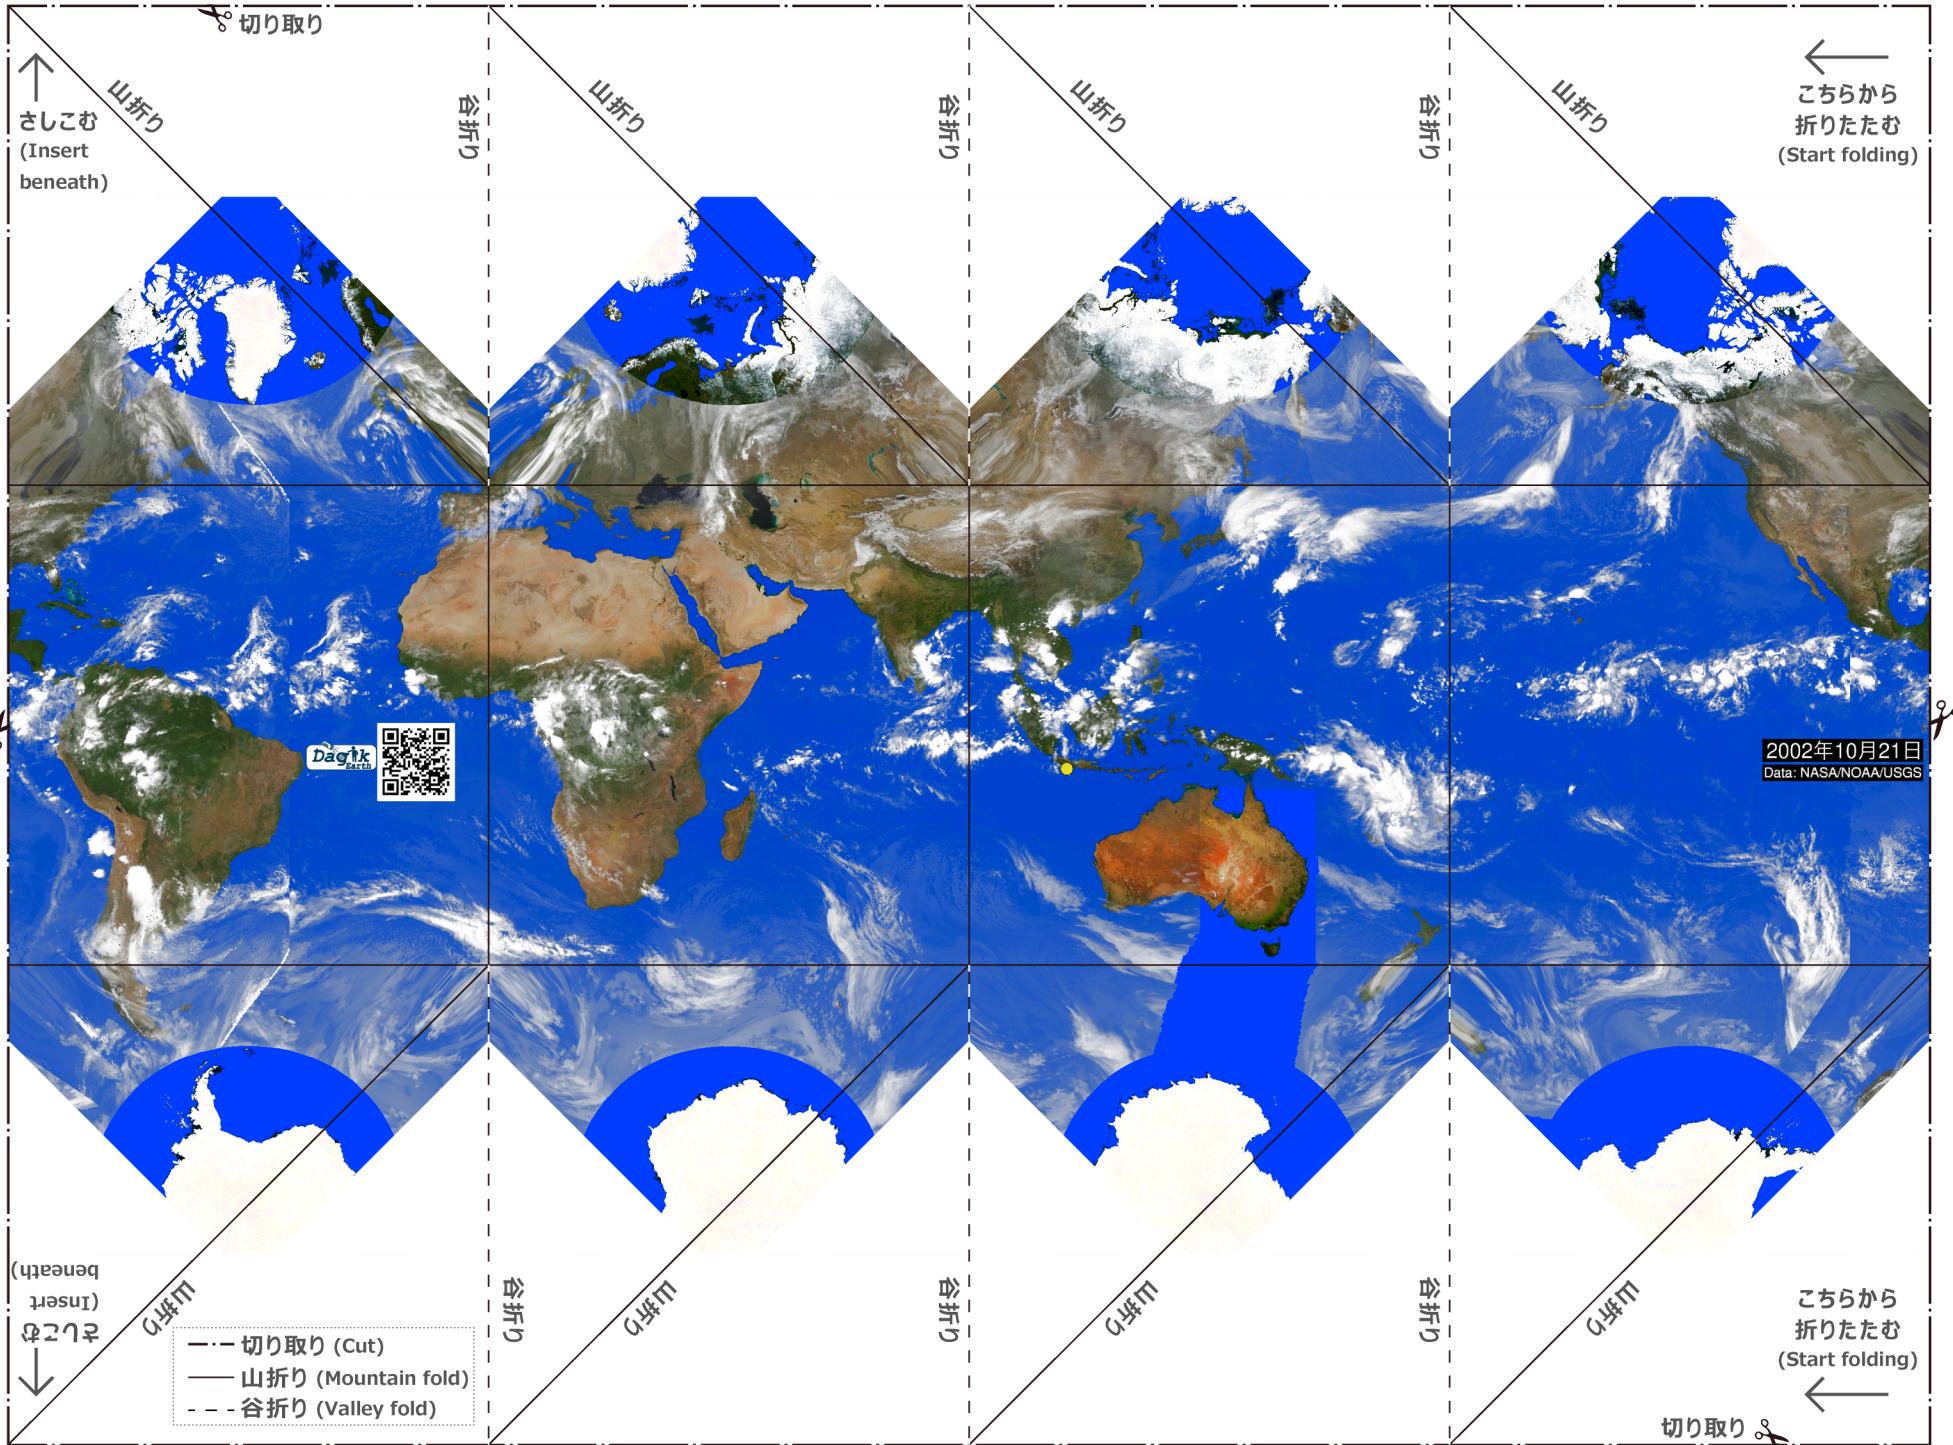 切り取り
さしこむ
(Insert
beneath)
山折り
谷折り
山折り
谷折り
山折り
谷折り
山折り
こちらから
折りたたむ
(Start folding)
Dagik
Earth
2002年10月21日
Data: NASA/NOAA/USGS
さしこむ
(Insert
beneath)
山折り
谷折り
山折り
谷折り
山折り
谷折り
山折り
こちらから
折りたたむ
(Start folding)
切り取り (Cut)
山折り (Mountain fold)
谷折り (Valley fold)
切り取り